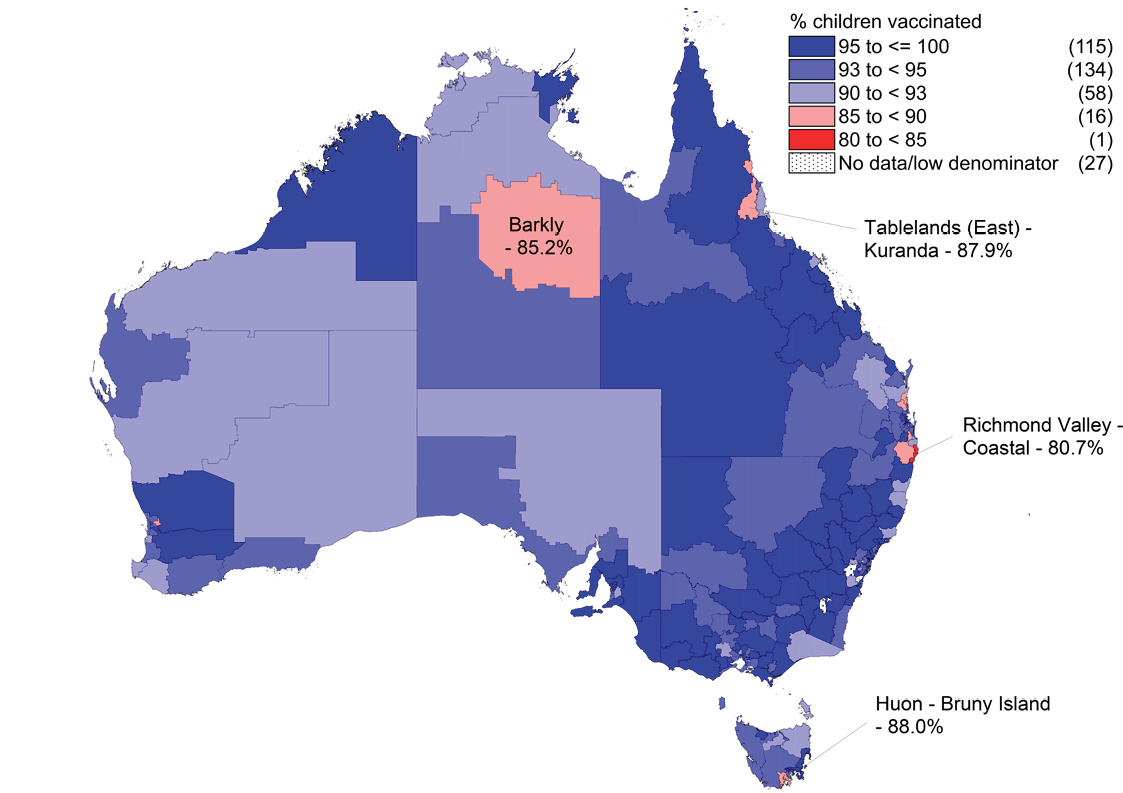 % children vaccinated
95 to <= 100 (115)
93 to < 95 (134)
90 to < 93 (58)
85 to < 90 (16)
80 to < 85 (1)
No data/low denominator (27)
Barkly
- 85.2%
Tablelands (East) -
Kuranda - 87.9%
Richmond Valley -
Coastal - 80.7%
Huon - Bruny Island
- 88.0%